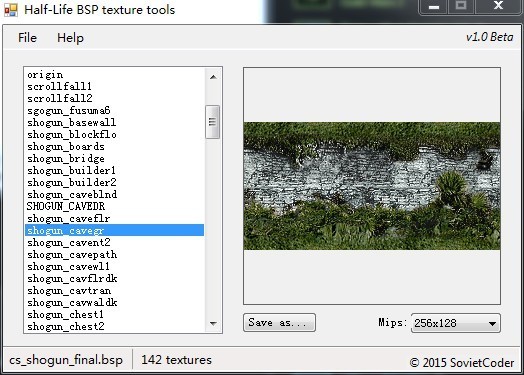 Half-Life BSP texture tools
File Help v1.0 Beta
origin
scrollfall1
scrollfall2
sgogun_fusuma6
shogun_basewall
shogun_blockflo
shogun_boards
shogun_bridge
shogun_builder1
shogun_builder2
shogun_caveblnd
SHOGUN_CAVEDR
shogun_caveflr
shogun_cavegr
shogun_cavent2
shogun_cavepath
shogun_cavewl1
shogun_cavflrdk
shogun_cavtran
shogun_cavwaldk
shogun_chest1
shogun_chest2
Save as... Mips: 256x128
cs_shogun_final.bsp 142 textures © 2015 SovietCoder